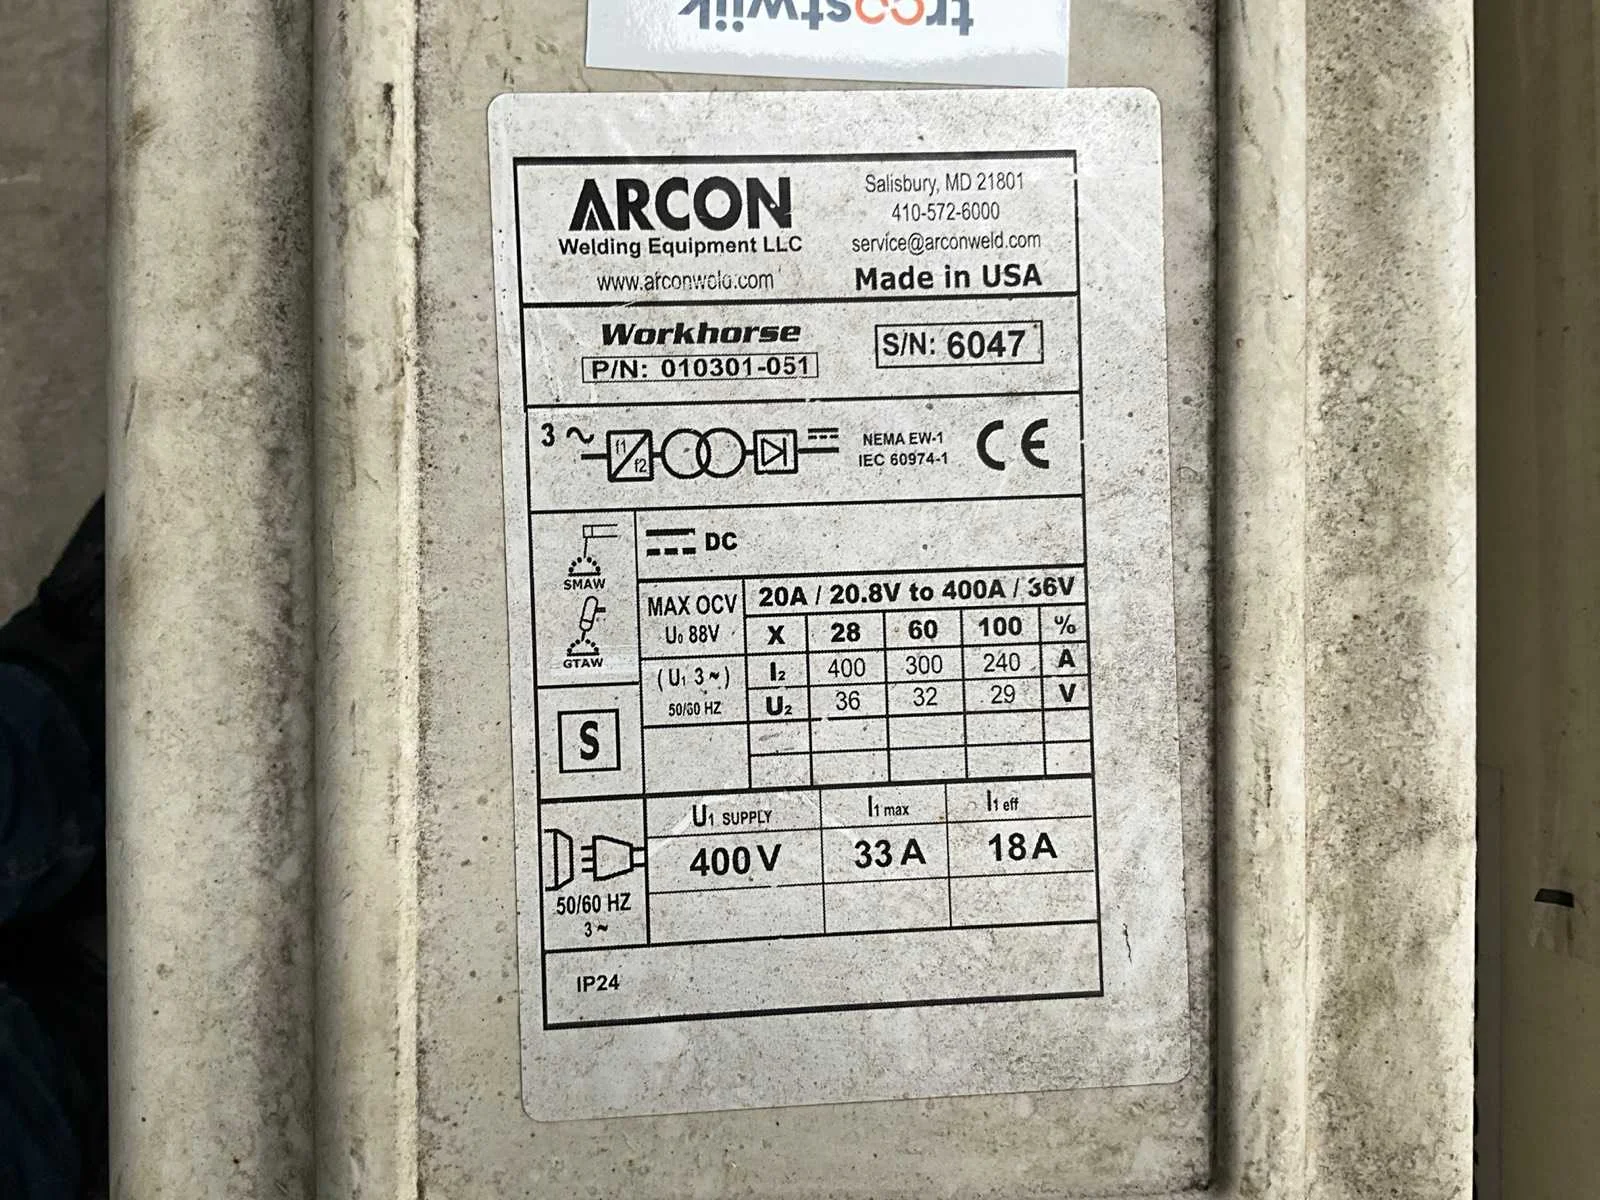 troostwijk
ARCON
Welding Equipment LLC
www.arconweld.com
Salisbury, MD 21801
410-572-6000
service@arconweld.com
Made in USA
Workhorse
P/N: 010301-051
S/N: 6047
3 ~
f1
f2
NEMA EW-1
IEC 60974-1
CE
SMAW
GTAW
S
DC
MAX OCV
U₀ 88V
(U₁ 3~)
50/60 HZ
20A / 20.8V to 400A / 36V
X 28 60 100 %
I₂ 400 300 240 A
U₂ 36 32 29 V
50/60 HZ
3~
U₁ SUPPLY I₁ max I₁ eff
400V 33A 18A
IP24